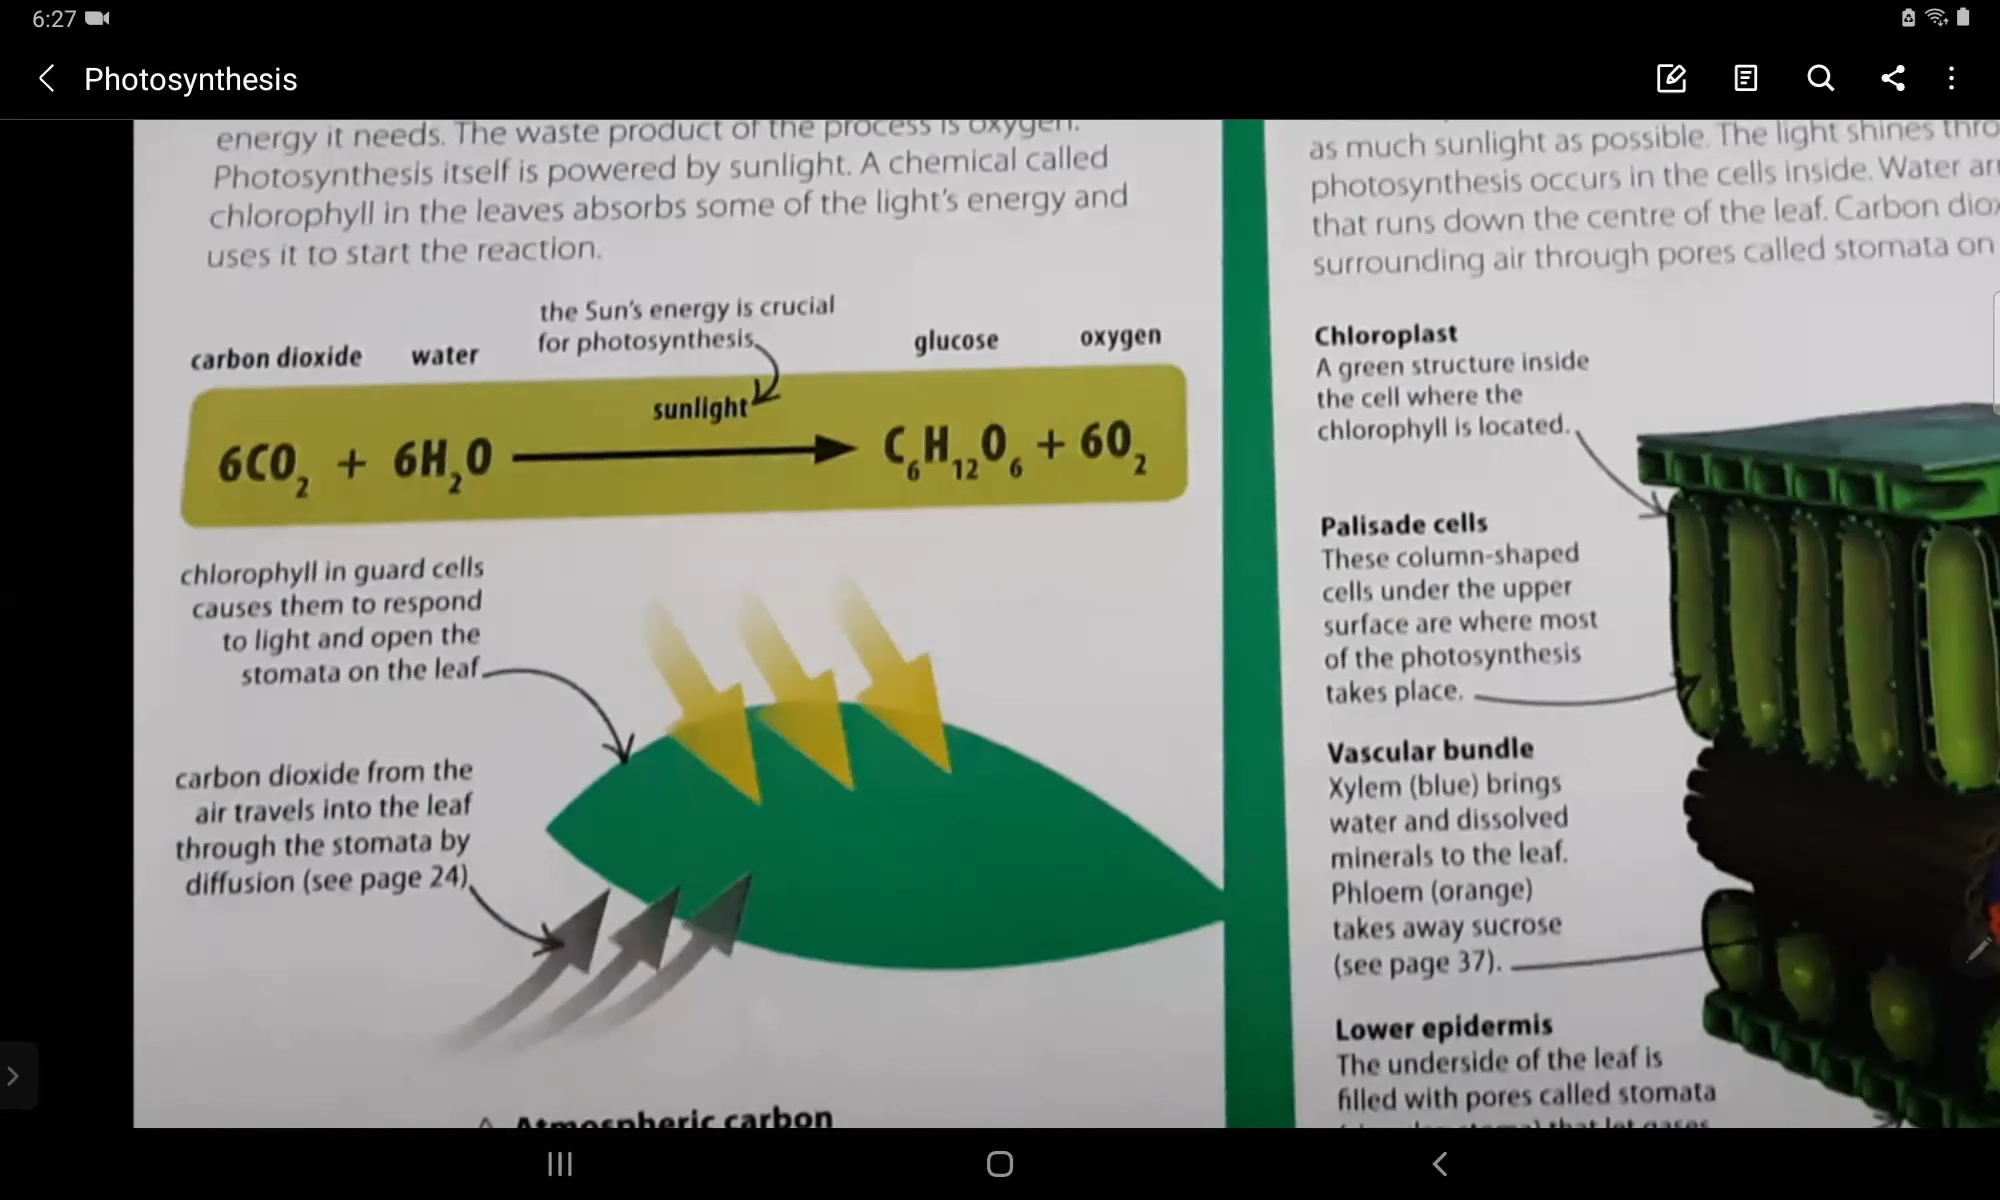 6:27
Photosynthesis
energy it needs. The waste product of the process is oxygen.
Photosynthesis itself is powered by sunlight. A chemical called
chlorophyll in the leaves absorbs some of the light's energy and
uses it to start the reaction.
the Sun's energy is crucial
for photosynthesis
carbon dioxide water glucose oxygen
sunlight
6CO₂ + 6H₂O ⟶ C₆H₁₂O₆ + 6O₂
chlorophyll in guard cells
causes them to respond
to light and open the
stomata on the leaf
carbon dioxide from the
air travels into the leaf
through the stomata by
diffusion (see page 24)
Atmospheric carbon
as much sunlight as possible. The light shines
photosynthesis occurs in the cells inside. Water
that runs down the centre of the leaf. Carbon
surrounding air through pores called stomata on
Chloroplast
A green structure inside
the cell where the
chlorophyll is located.
Palisade cells
These column-shaped
cells under the upper
surface are where most
of the photosynthesis
takes place.
Vascular bundle
Xylem (blue) brings
water and dissolved
minerals to the leaf.
Phloem (orange)
takes away sucrose
(see page 37).
Lower epidermis
The underside of the leaf is
filled with pores called stomata
that let gases